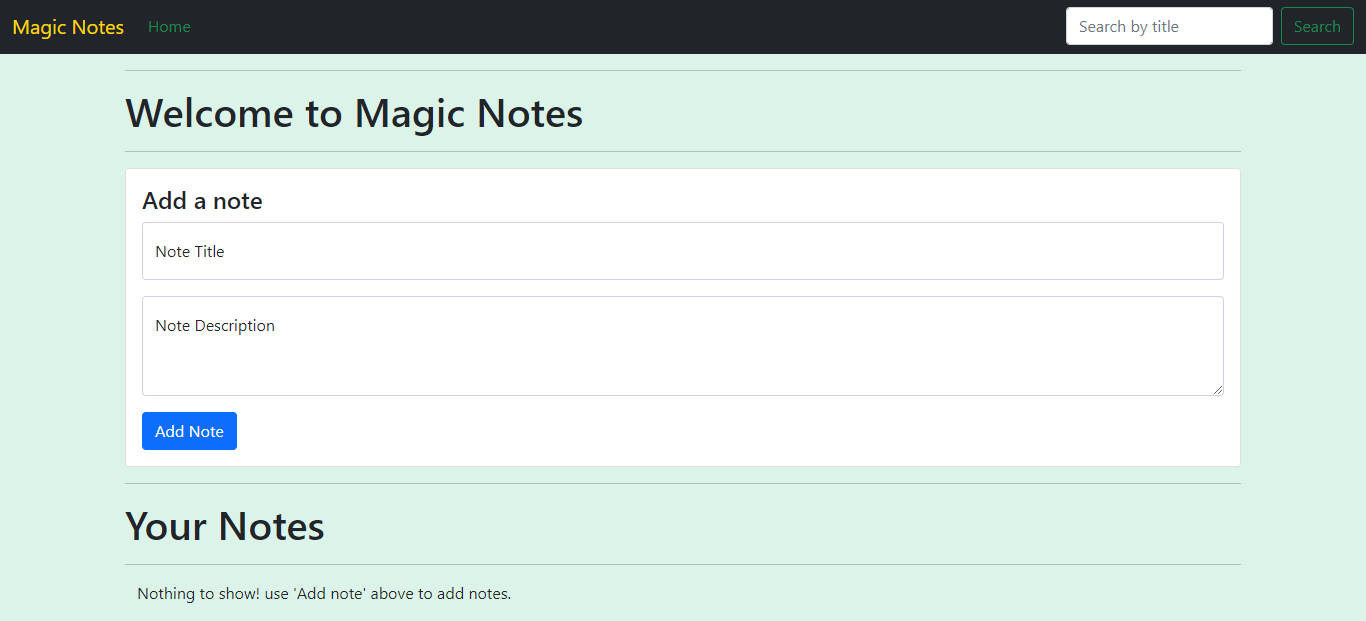 Magic Notes Home Search by title Search
Welcome to Magic Notes
Add a note
Note Title
Note Description
Add Note
Your Notes
Nothing to show! use 'Add note' above to add notes.